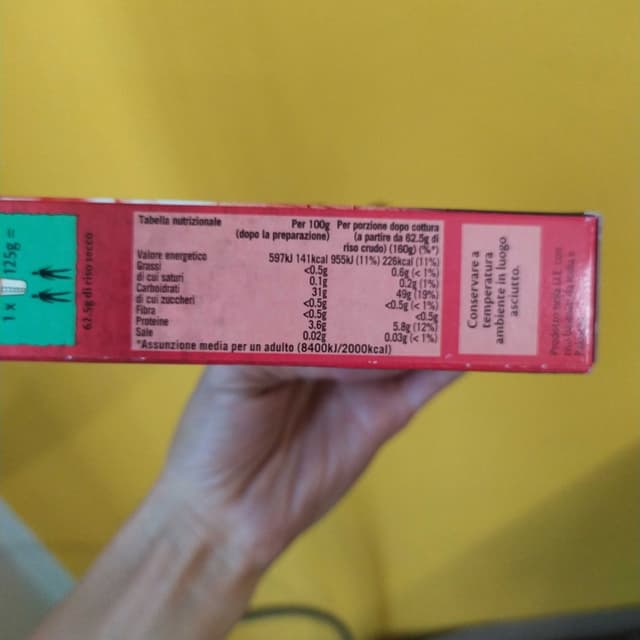 1 x 125g =
62.5g di riso secco
Tabella nutrizionale Per 100g Per porzione dopo cottura
(dopo la preparazione) (a partire da 62.5g di
riso crudo) (160g) (%*)
Valore energetico 597kJ 141kcal 955kJ (11%) 226kcal (11%)
Grassi <0.5g 0.6g (< 1%)
di cui saturi 0.1g 0.2g (1%)
Carboidrati 31g 49g (19%)
di cui zuccheri <0.5g <0.5g (< 1%)
Fibra <0.5g <0.5g
Proteine 3.6g 5.8g (12%)
Sale 0.02g 0.03g (< 1%)
*Assunzione media per un adulto (8400kJ/2000kcal)
Conservare a
temperatura
ambiente in luogo
asciutto.
Prodotto nella U.E. con